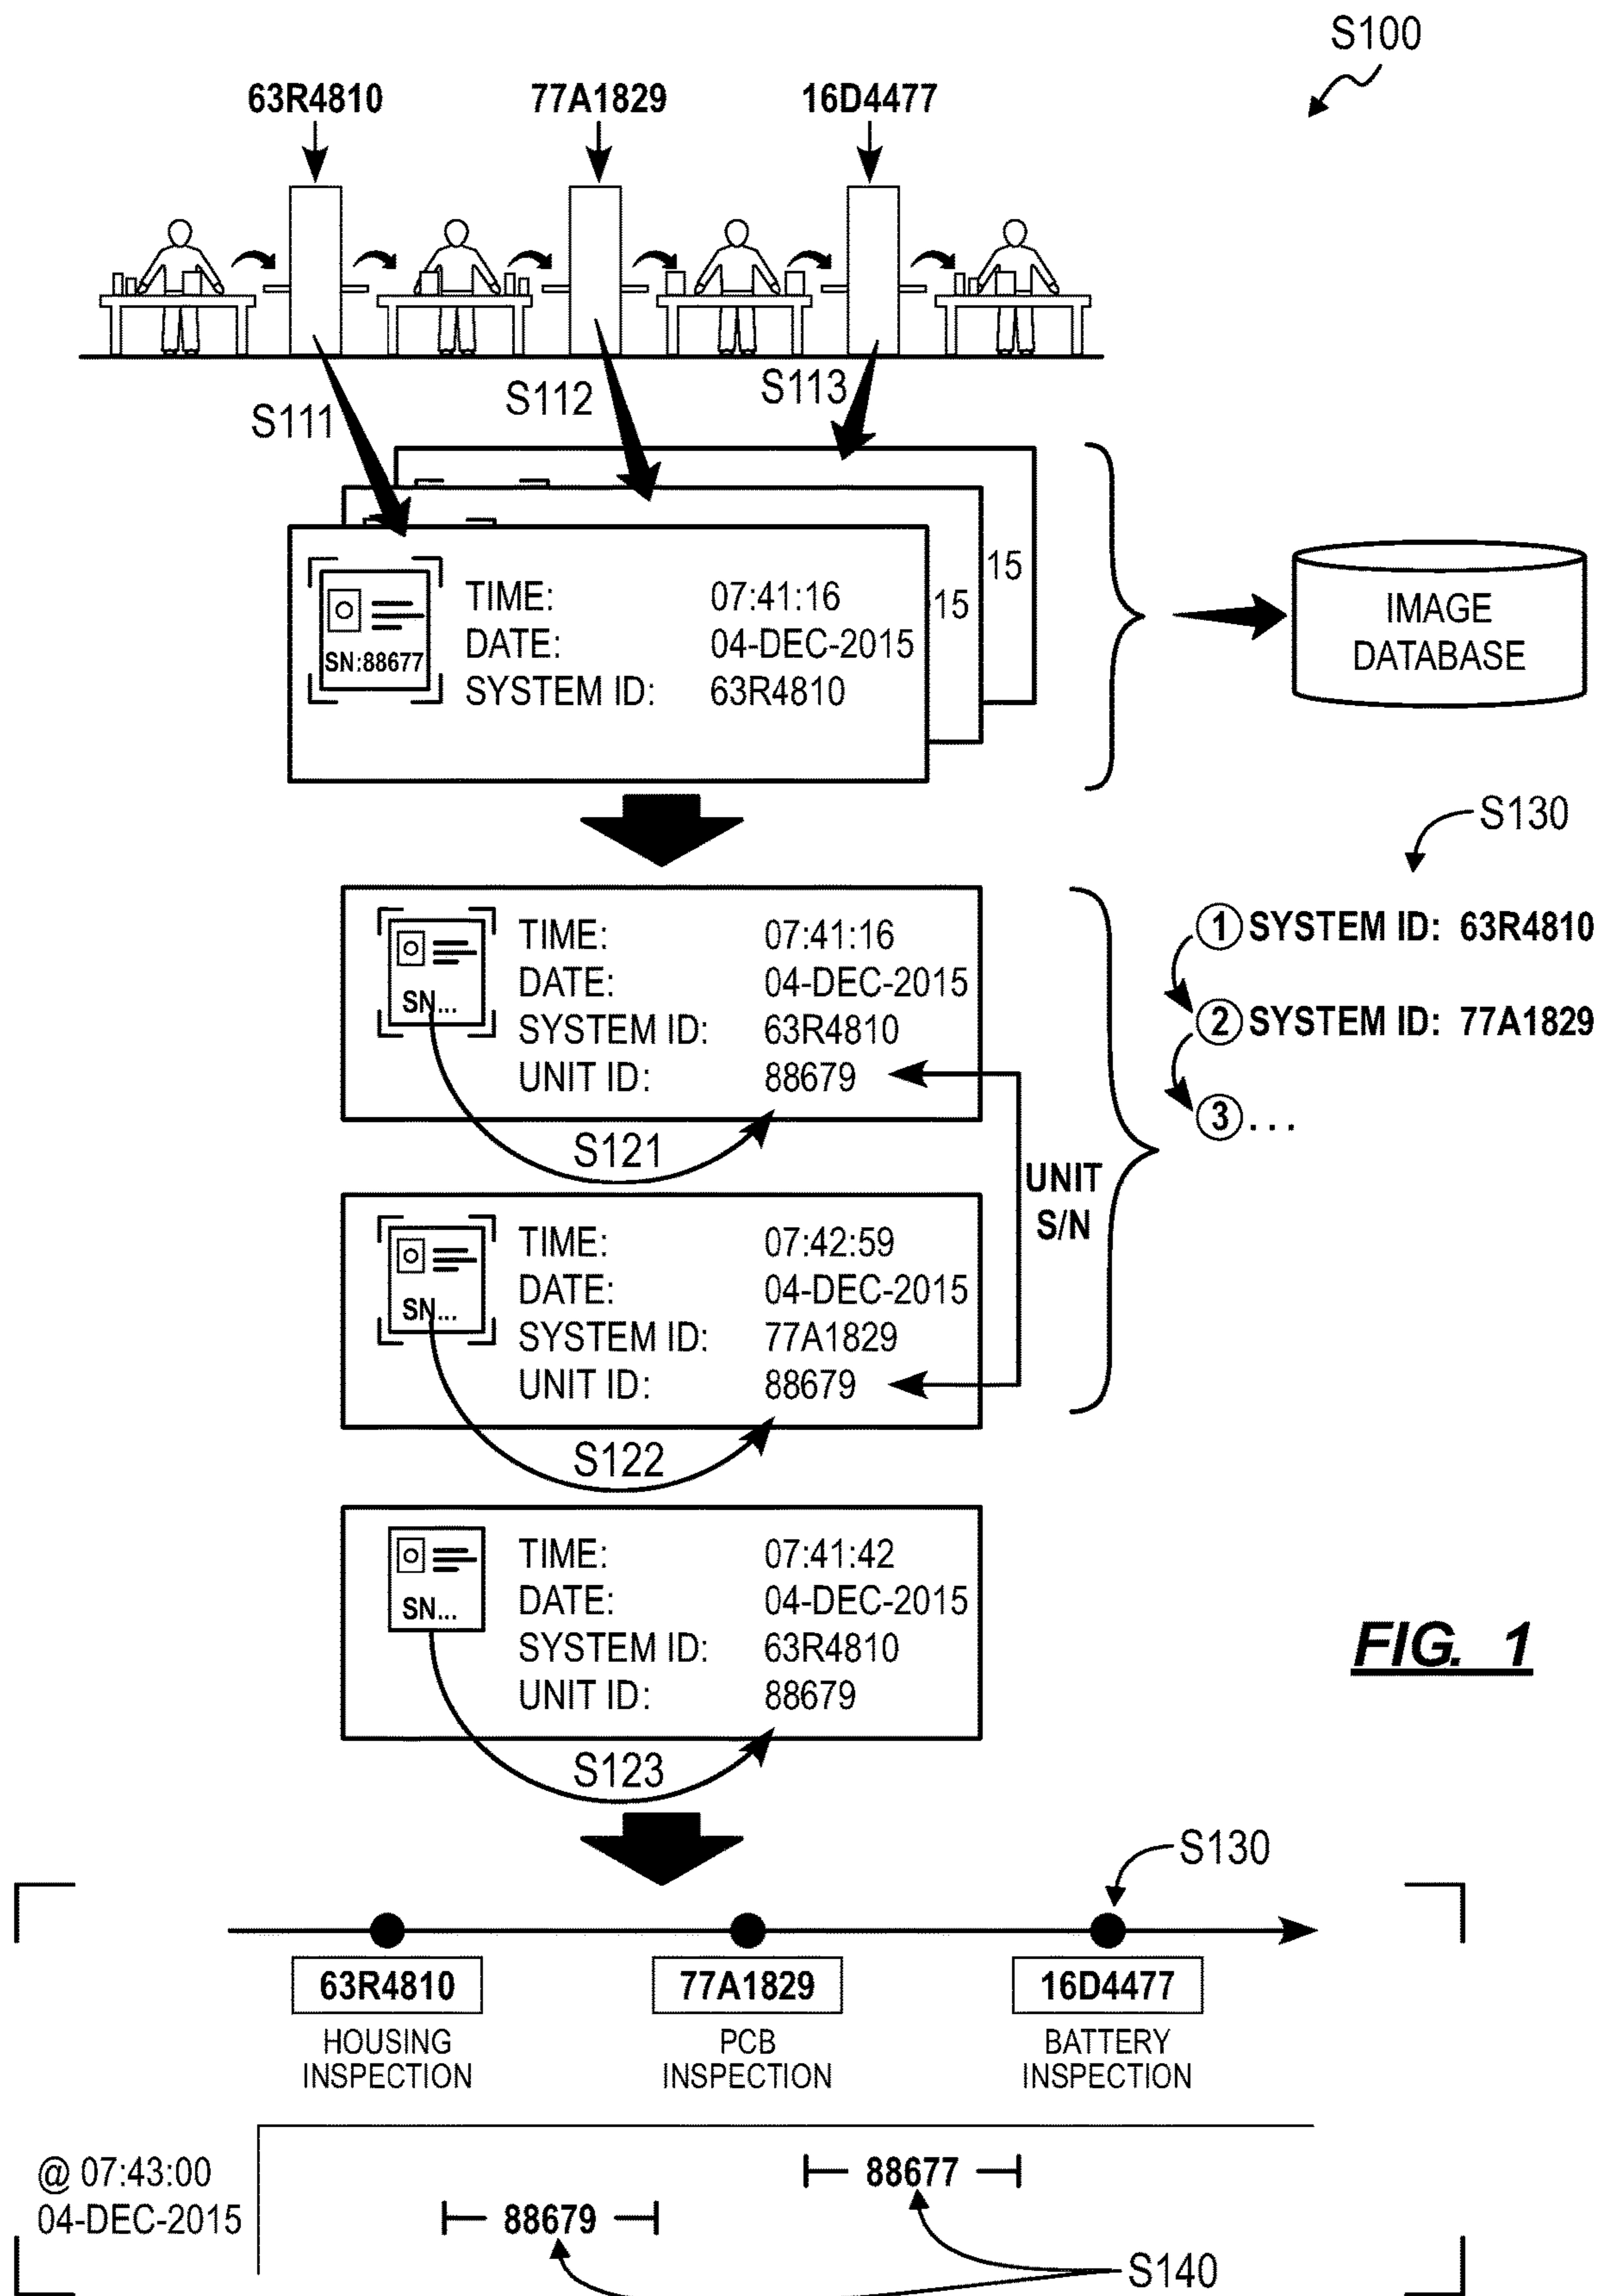 S100
63R4810 77A1829 16D4477
S111 S112 S113
15
15
TIME: 07:41:16
DATE: 04-DEC-2015
SYSTEM ID: 63R4810
SN:88677
IMAGE
DATABASE
S130
1 SYSTEM ID: 63R4810
2 SYSTEM ID: 77A1829
3 ...
TIME: 07:41:16
DATE: 04-DEC-2015
SYSTEM ID: 63R4810
UNIT ID: 88679
SN...
S121
UNIT
S/N
TIME: 07:42:59
DATE: 04-DEC-2015
SYSTEM ID: 77A1829
UNIT ID: 88679
SN...
S122
TIME: 07:41:42
DATE: 04-DEC-2015
SYSTEM ID: 63R4810
UNIT ID: 88679
SN...
S123
FIG. 1
S130
63R4810 77A1829 16D4477
HOUSING INSPECTION
PCB INSPECTION
BATTERY INSPECTION
@ 07:43:00
04-DEC-2015
88677
88679
S140